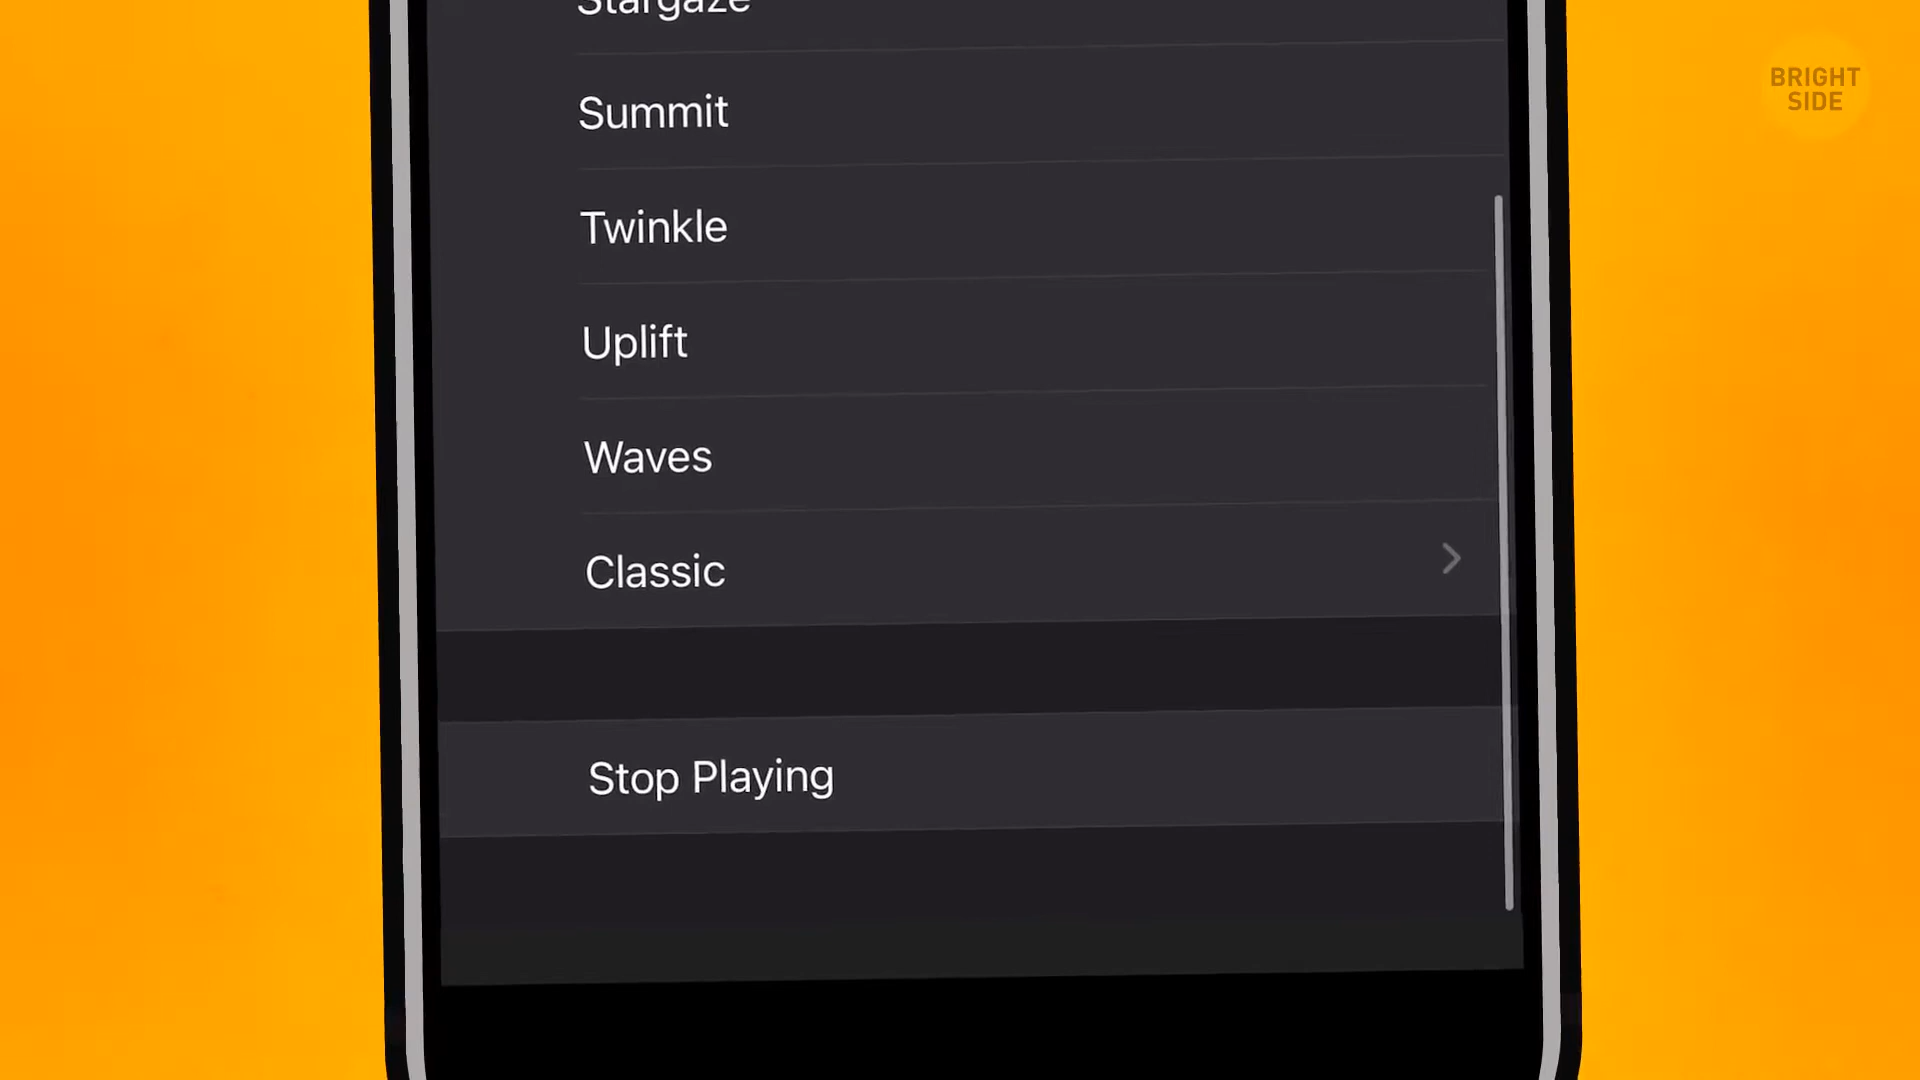 Stargaze
BRIGHT
SIDE
Summit
Twinkle
Uplift
Waves
Classic
Stop Playing